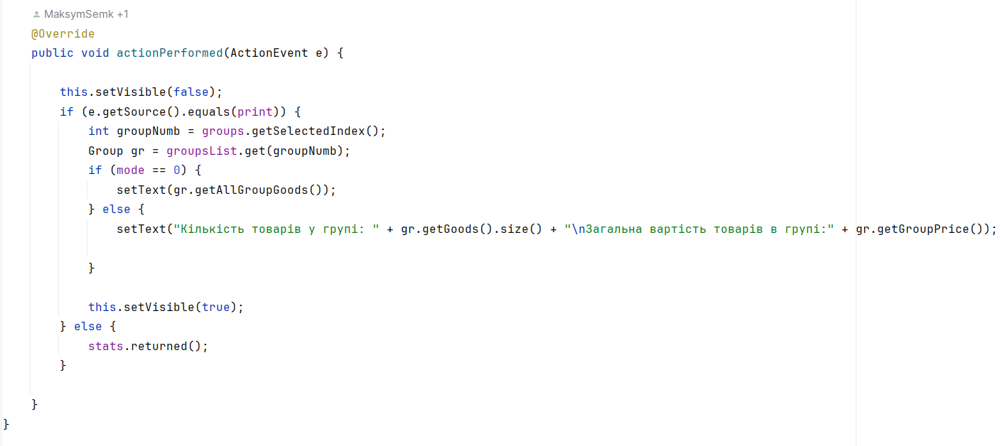 MaksymSemk +1
@Override
public void actionPerformed(ActionEvent e) {
this.setVisible(false);
if (e.getSource().equals(print)) {
int groupNumb = groups.getSelectedIndex();
Group gr = groupsList.get(groupNumb);
if (mode == 0) {
setText(gr.getAllGroupGoods());
} else {
setText("Кількість товарів у групі: " + gr.getGoods().size() + "\nЗагальна вартість товарів в групі:" + gr.getGroupPrice());
}
this.setVisible(true);
} else {
stats.returned();
}
}
}